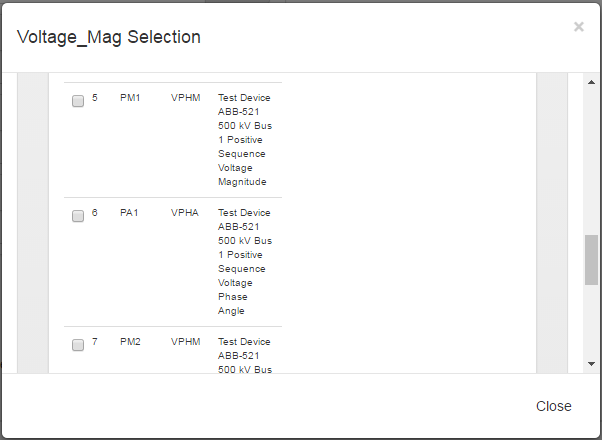 Voltage_Mag Selection
×
5 PM1 VPHM Test Device
ABB-521
500 kV Bus
1 Positive
Sequence
Voltage
Magnitude
6 PA1 VPHA Test Device
ABB-521
500 kV Bus
1 Positive
Sequence
Voltage
Phase
Angle
7 PM2 VPHM Test Device
ABB-521
500 kV Bus
Close